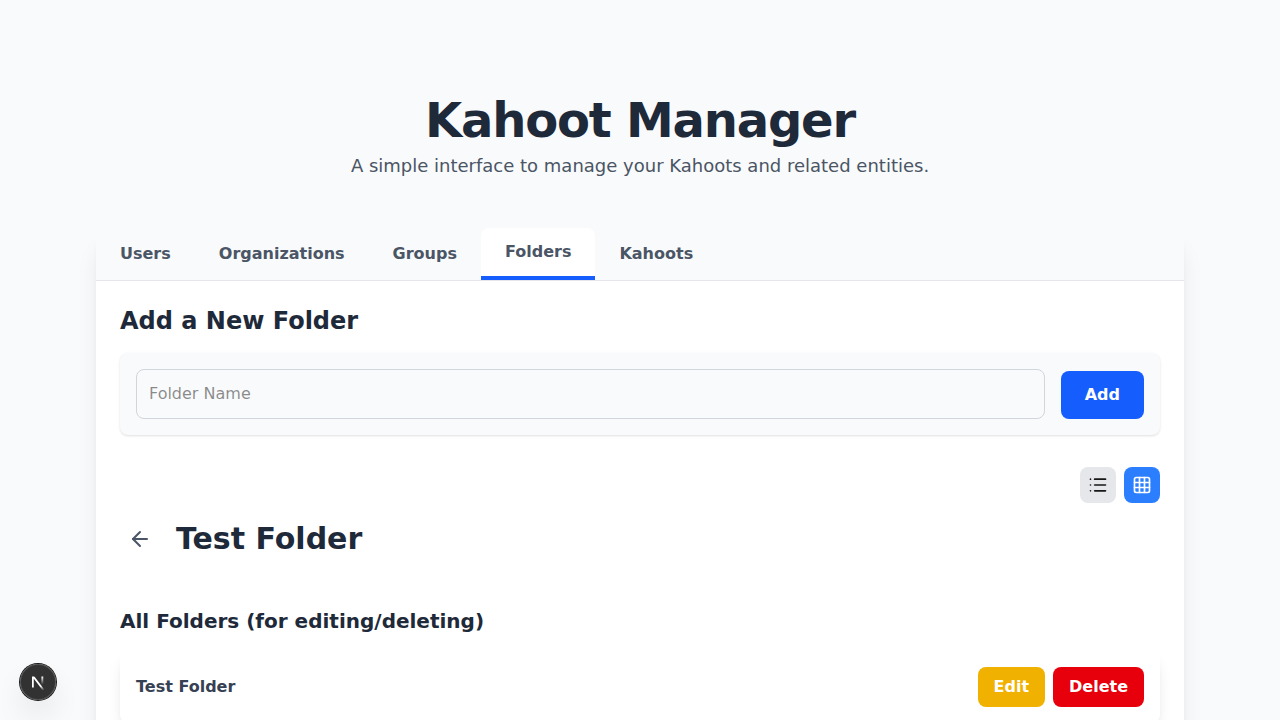 Kahoot Manager
A simple interface to manage your Kahoots and related entities.
Users Organizations Groups Folders Kahoots
Add a New Folder
Folder Name Add
Test Folder
All Folders (for editing/deleting)
Test Folder Edit Delete
N